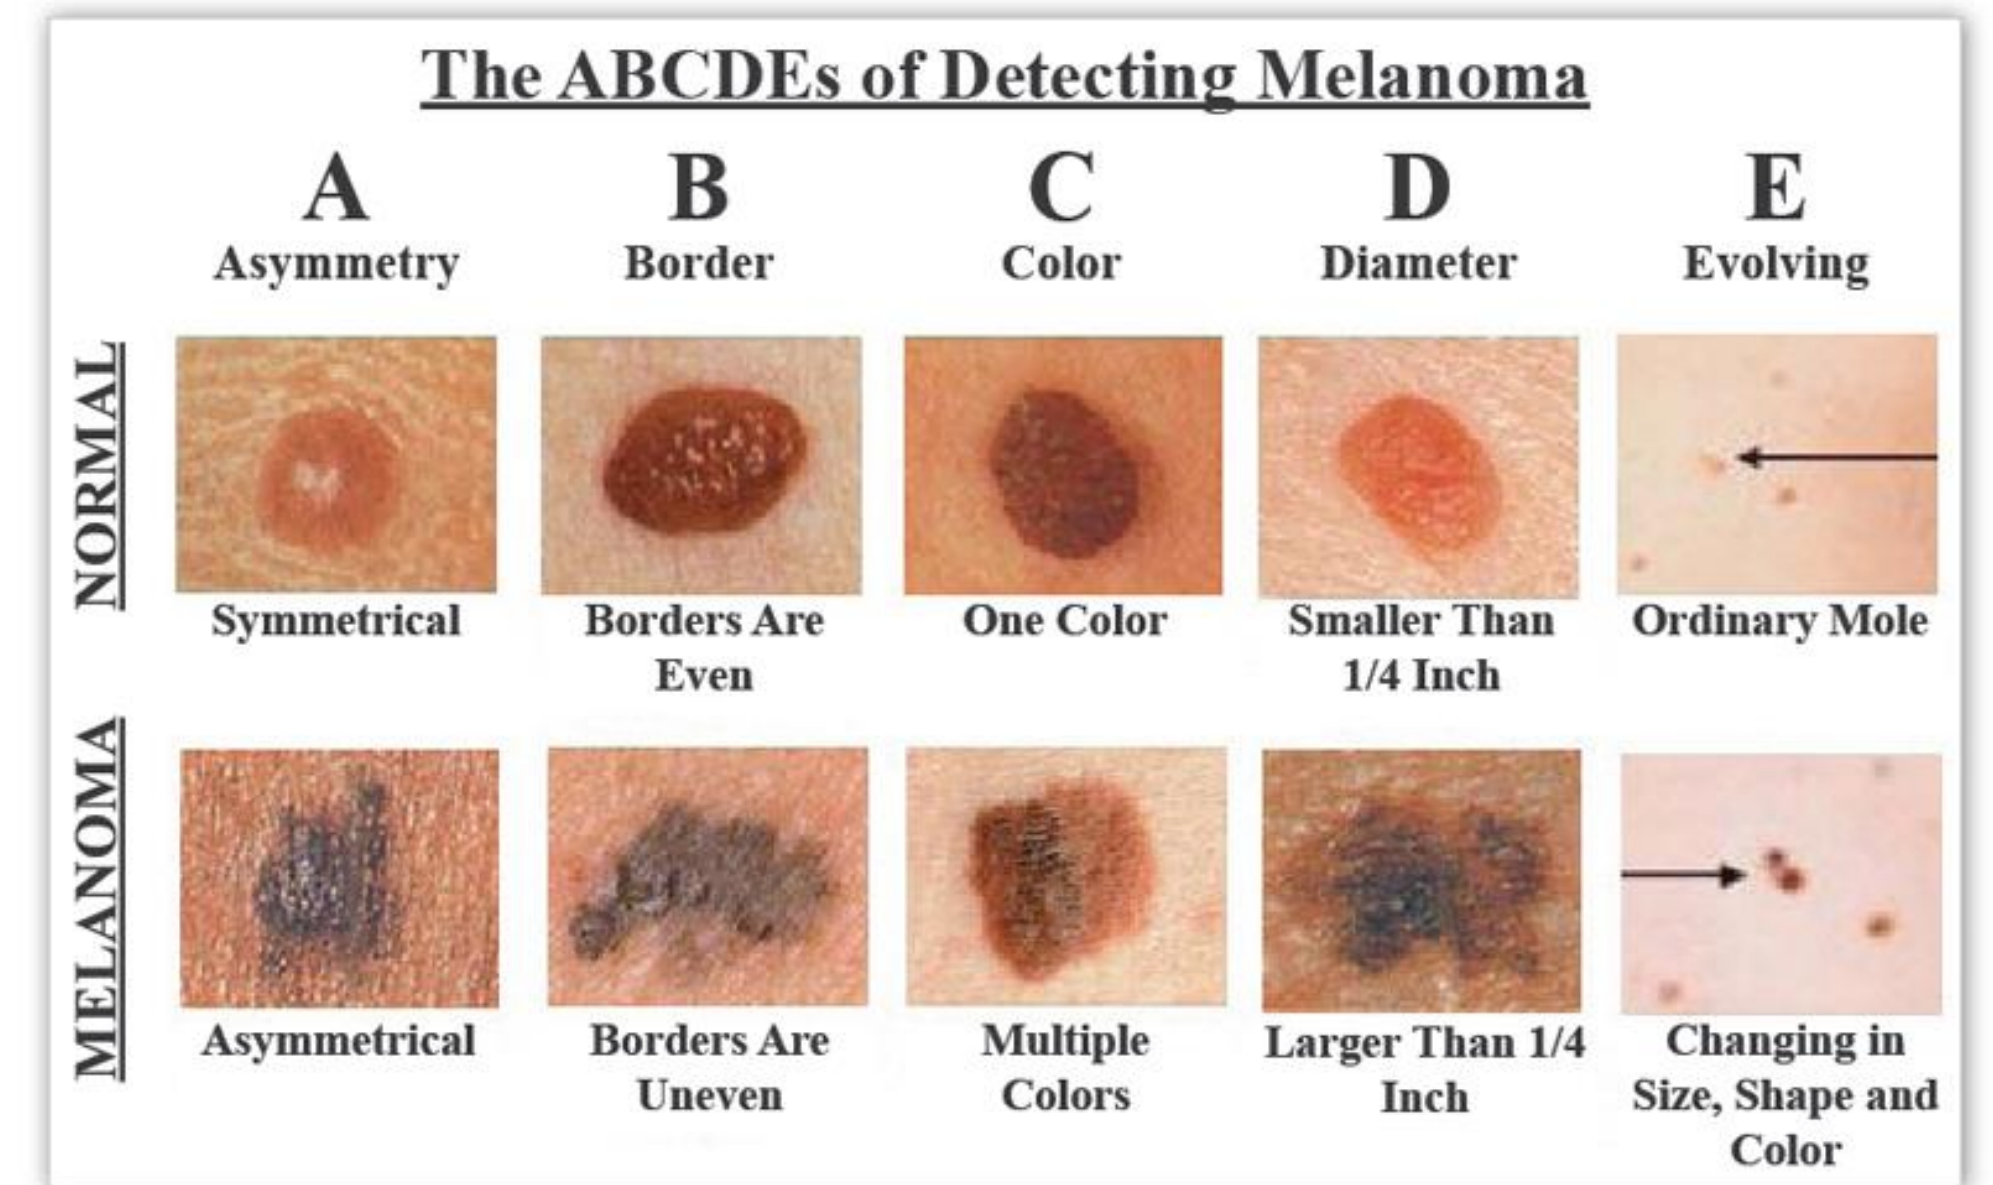 The ABCDEs of Detecting Melanoma
A B C D E
Asymmetry Border Color Diameter Evolving
NORMAL
Symmetrical Borders Are One Color Smaller Than Ordinary Mole
Even 1/4 Inch
MELANOMA
Asymmetrical Borders Are Multiple Larger Than 1/4 Changing in
Uneven Colors Inch Size, Shape and
Color